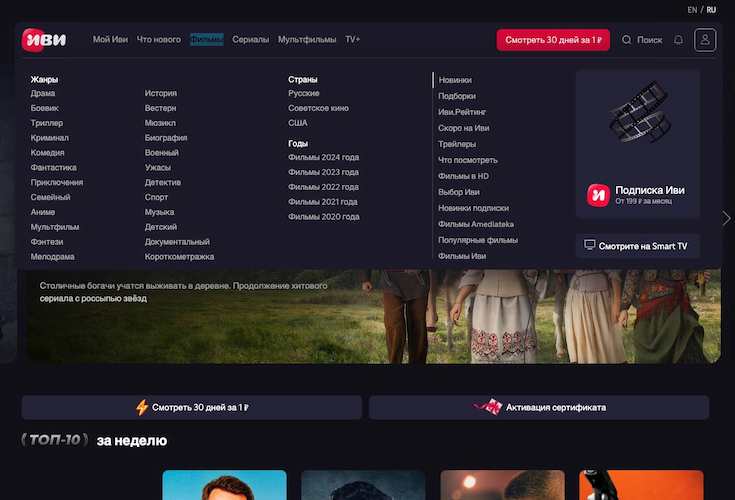 EN / RU
иви
Мой Иви Что нового Фильмы Сериалы Мультфильмы TV+
Смотреть 30 дней за 1 ₽
Поиск
Жанры
Драма
Боевик
Триллер
Криминал
Комедия
Фантастика
Приключения
Семейный
Аниме
Мультфильм
Фэнтези
Мелодрама
История
Вестерн
Мюзикл
Биография
Военный
Ужасы
Детектив
Спорт
Музыка
Детский
Документальный
Короткометражка
Страны
Русские
Советское кино
США
Годы
Фильмы 2024 года
Фильмы 2023 года
Фильмы 2022 года
Фильмы 2021 года
Фильмы 2020 года
Новинки
Подборки
Иви.Рейтинг
Скоро на Иви
Трейлеры
Что посмотреть
Фильмы в HD
Выбор Иви
Новинки подписки
Фильмы Amediateka
Популярные фильмы
Фильмы Иви
и
Подписка Иви
От 199 ₽ за месяц
Смотрите на Smart TV
Столичные богачи учатся выживать в деревне. Продолжение хитового
сериала с россыпью звёзд
Смотреть 30 дней за 1 ₽
Активация сертификата
ТОП-10 за неделю